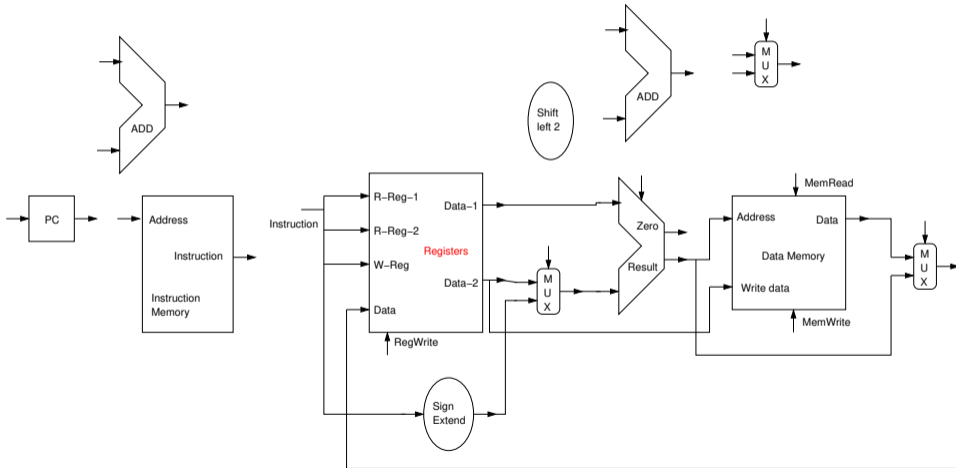 ADD
PC
Address
Instruction
Instruction
Memory
Instruction
R-Reg-1
R-Reg-2
W-Reg
Data
Data-1
Registers
Data-2
RegWrite
Sign
Extend
M
U
X
Shift
left 2
ADD
M
U
X
Zero
Result
MemRead
Address
Data
Data Memory
Write data
MemWrite
M
U
X